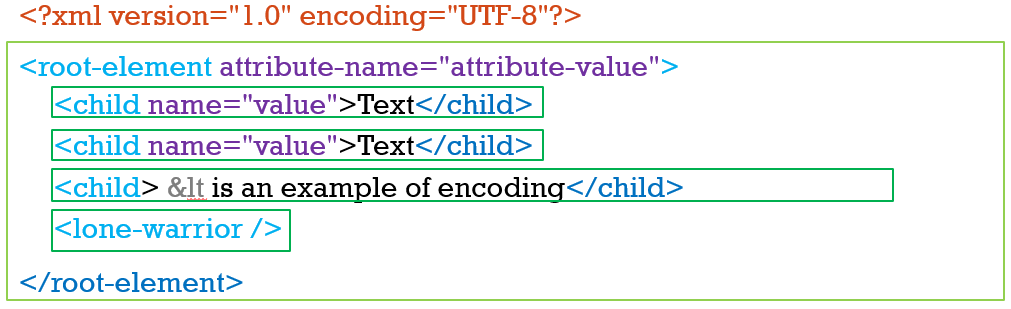 <?xml version="1.0" encoding="UTF-8"?>
<root-element attribute-name="attribute-value">
<child name="value">Text</child>
<child name="value">Text</child>
<child> &lt is an example of encoding</child>
<lone-warrior />
</root-element>